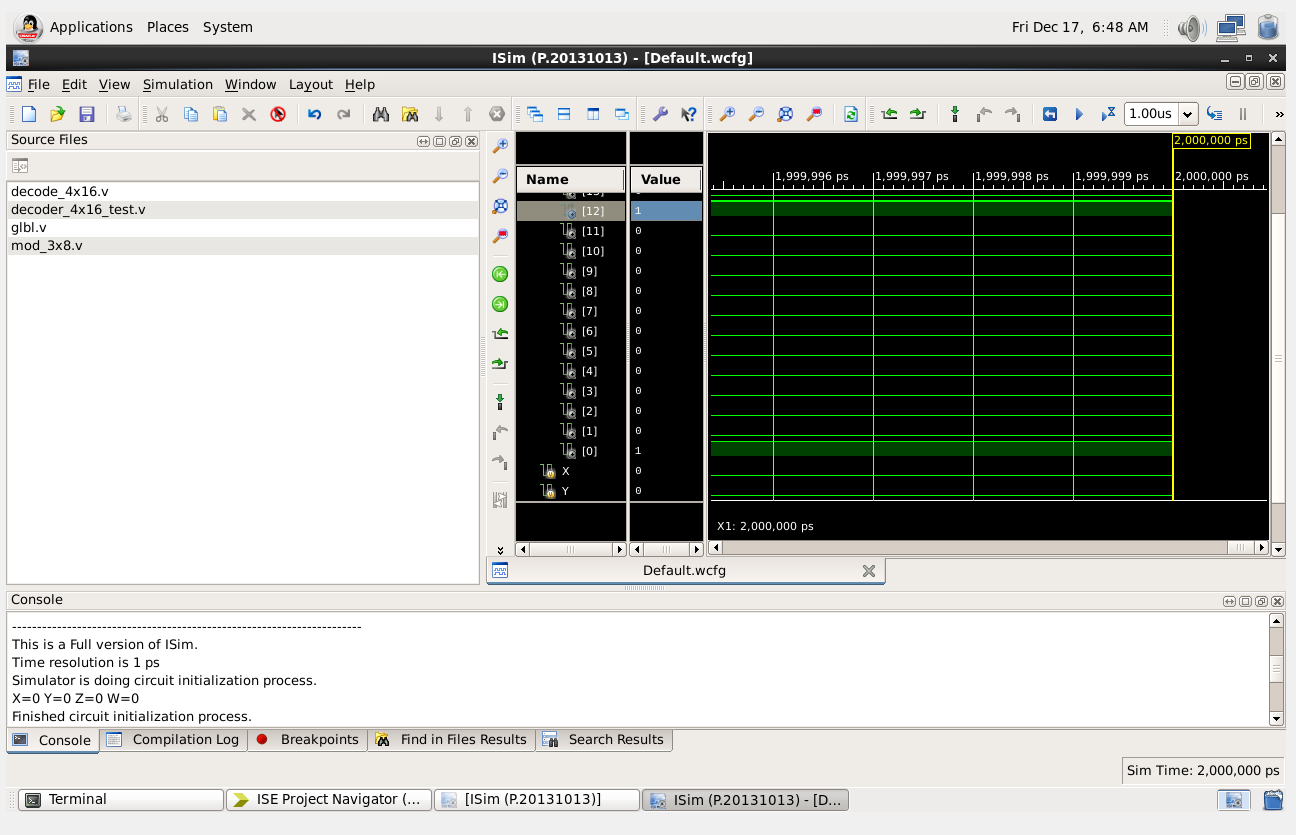 Applications Places System
Fri Dec 17, 6:48 AM
ISim (P.20131013) - [Default.wcfg]
File Edit View Simulation Window Layout Help
1.00us
»
Source Files
decode_4x16.v
decoder_4x16_test.v
glbl.v
mod_3x8.v
Name Value
[12] 1
[11] 0
[10] 0
[9] 0
[8] 0
[7] 0
[6] 0
[5] 0
[4] 0
[3] 0
[2] 0
[1] 0
[0] 1
X 0
Y 0
2,000,000 ps
1,999,996 ps 1,999,997 ps 1,999,998 ps 1,999,999 ps 2,000,000 ps
X1: 2,000,000 ps
Default.wcfg
Console
----------------------------------------------------------------------
This is a Full version of ISim.
Time resolution is 1 ps
Simulator is doing circuit initialization process.
X=0 Y=0 Z=0 W=0
Finished circuit initialization process.
Console Compilation Log Breakpoints Find in Files Results Search Results
Sim Time: 2,000,000 ps
Terminal ISE Project Navigator (... [ISim (P.20131013)] ISim (P.20131013) - [D...